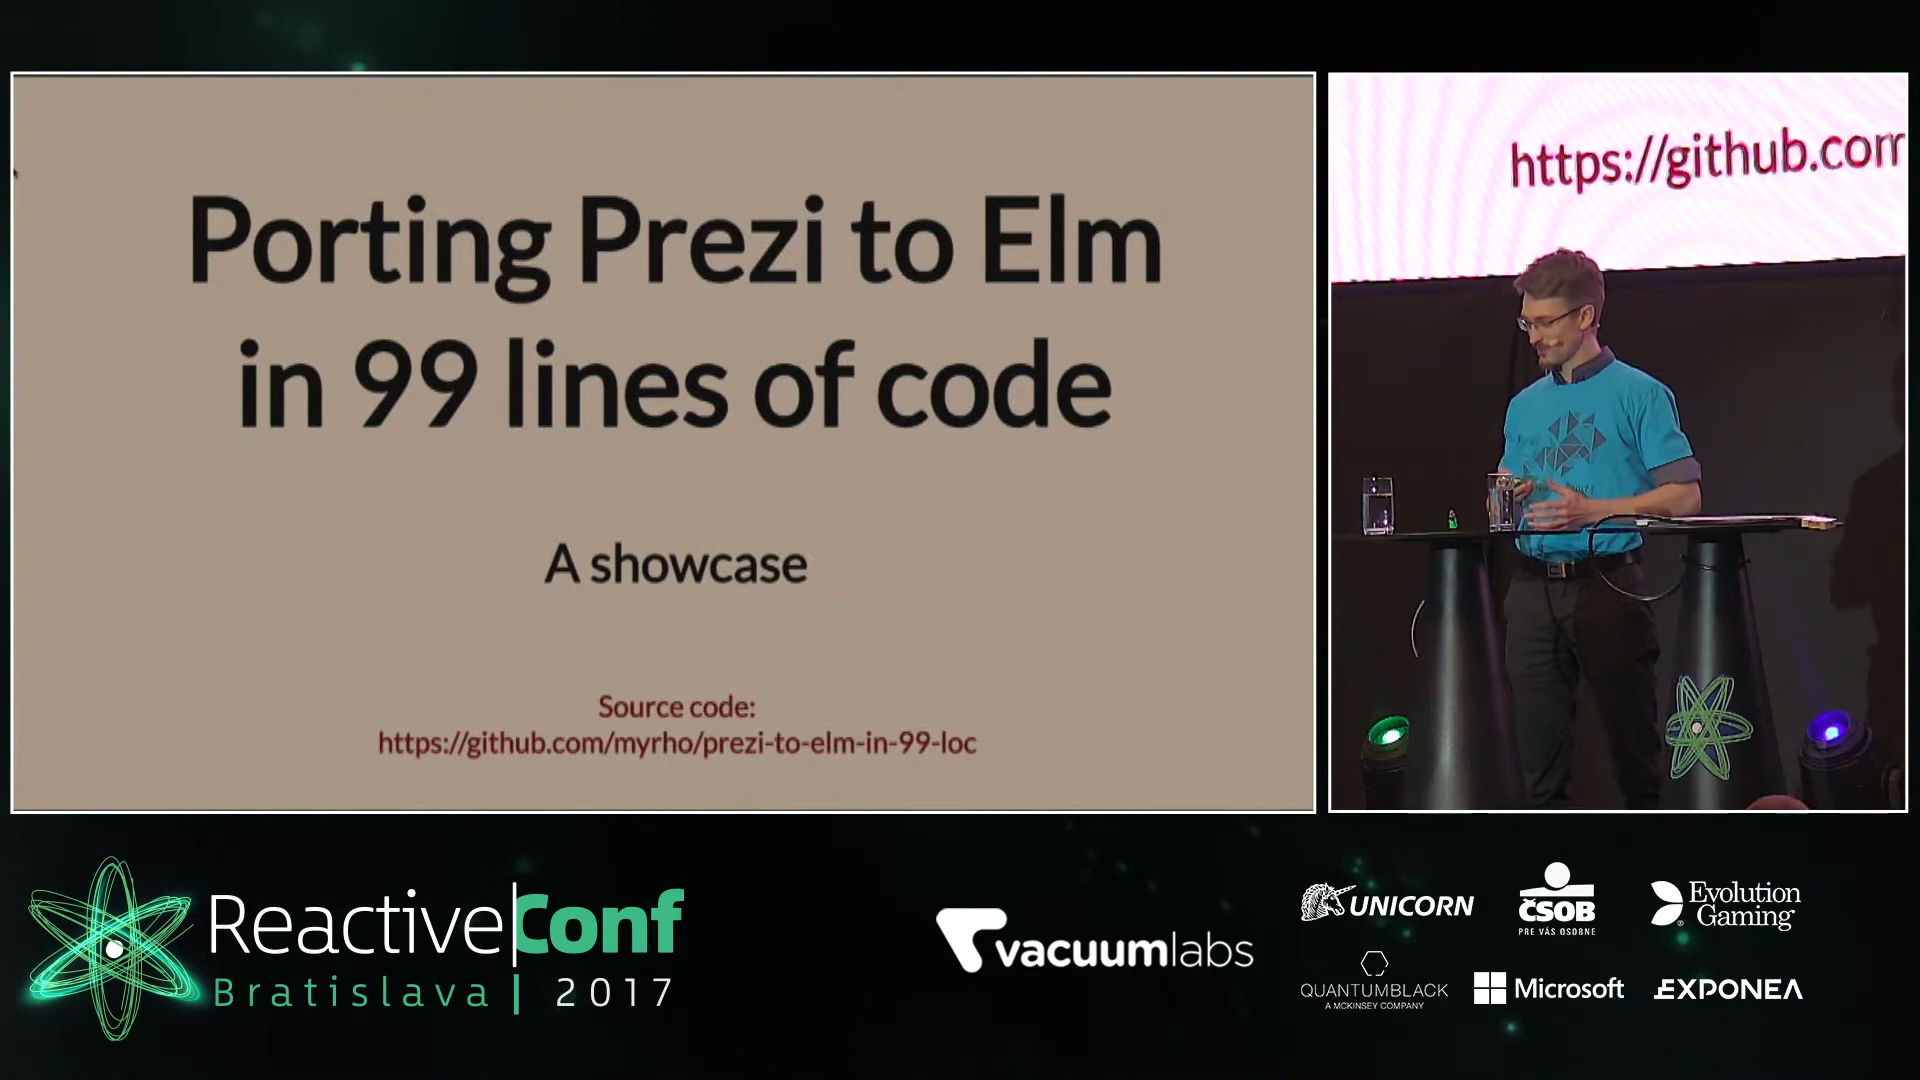 Porting Prezi to Elm
in 99 lines of code
A showcase
Source code:
https://github.com/myrho/prezi-to-elm-in-99-loc
https://github.com
ReactiveConf
Bratislava | 2017
vacuumlabs
UNICORN
ČSOB
PRE VÁS OSOBNE
Evolution
Gaming
QUANTUMBLACK
A MCKINSEY COMPANY
Microsoft
EXPONEA